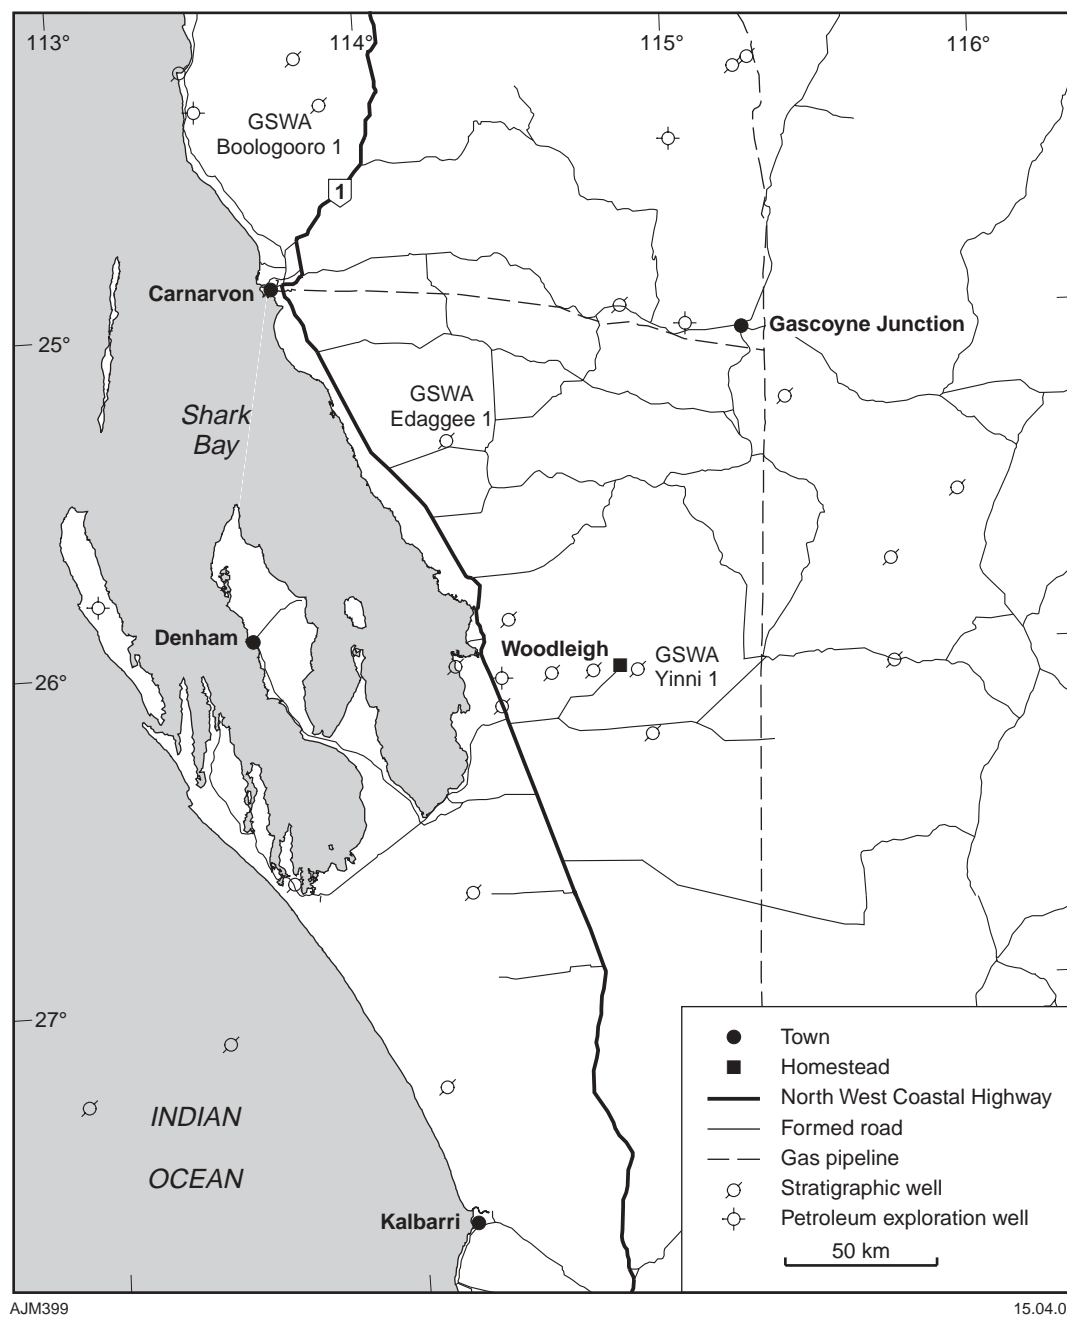 113°
114°
115°
116°
GSWA
Boologooro 1
1
Carnarvon
Gascoyne Junction
25°
GSWA
Edaggee 1
Shark
Bay
Denham
Woodleigh
GSWA
Yinni 1
26°
27°
INDIAN
OCEAN
Kalbarri
Town
Homestead
North West Coastal Highway
Formed road
Gas pipeline
Stratigraphic well
Petroleum exploration well
50 km
AJM399
15.04.0